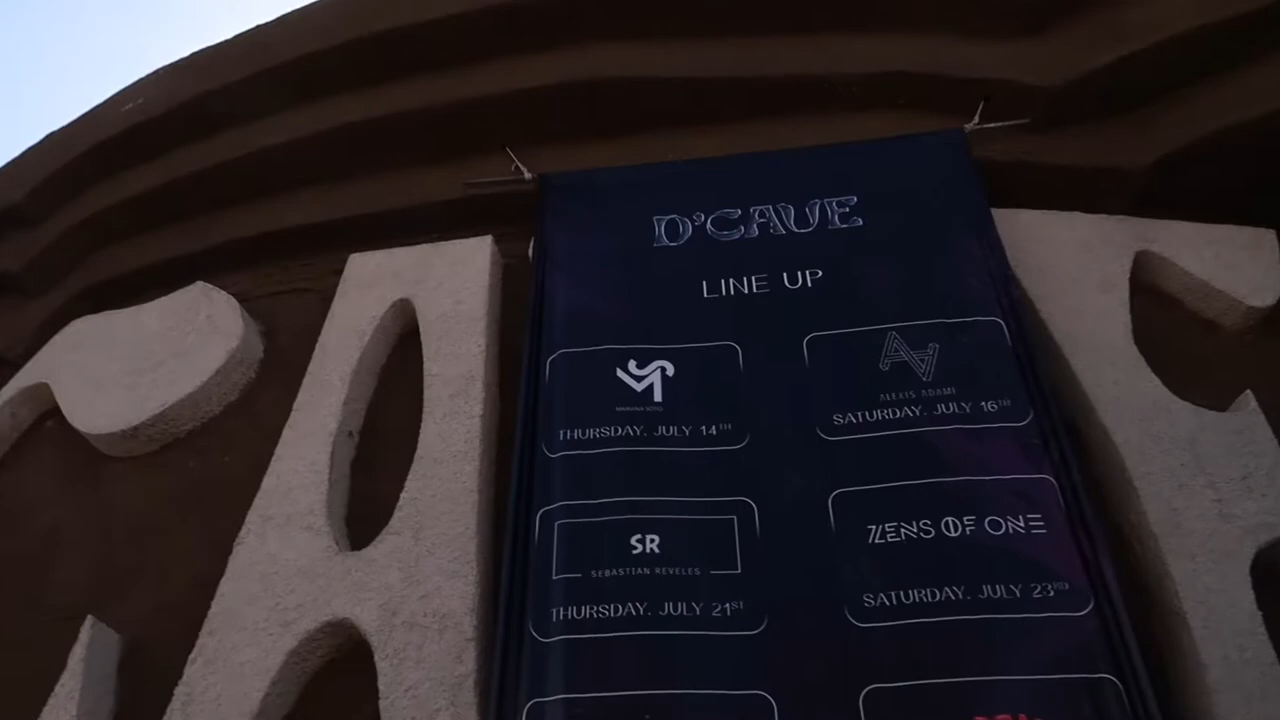 D'CAVE
LINE UP
MARIANA SOTO
THURSDAY. JULY 14TH
ALEXIS ADAMI
SATURDAY. JULY 16TH
SR
SEBASTIAN REVELES
THURSDAY. JULY 21ST
ZENS OF ONE
SATURDAY. JULY 23RD